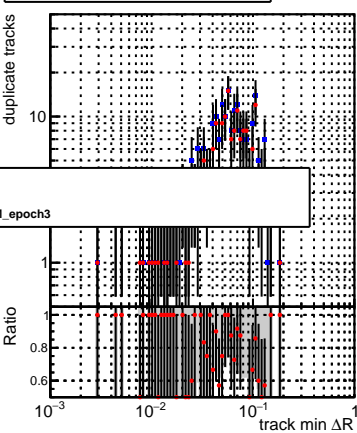 duplicate tracks
10
l_epoch3
1
Ratio
1
0.8
0.6
10⁻³ 10⁻² 10⁻¹ 1
track min ΔR